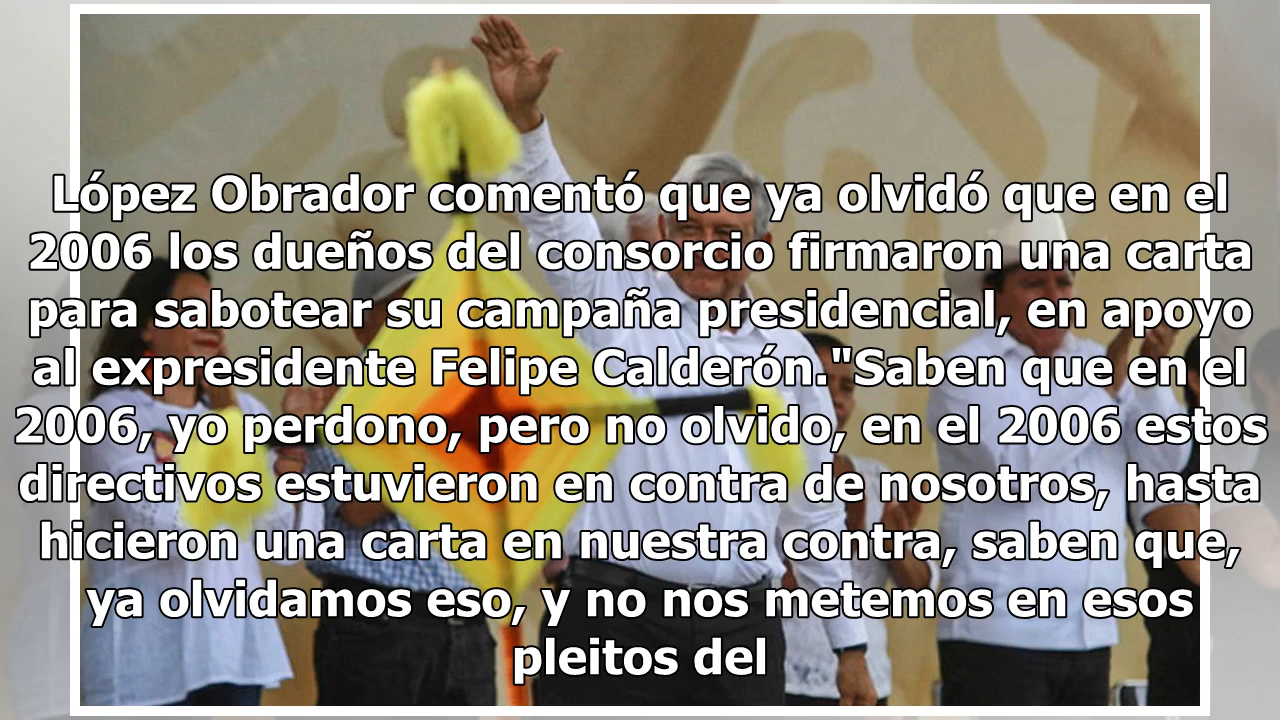 López Obrador comentó que ya olvidó que en el
2006 los dueños del consorcio firmaron una carta
para sabotear su campaña presidencial, en apoyo
al expresidente Felipe Calderón."Saben que en el
2006, yo perdono, pero no olvido, en el 2006 estos
directivos estuvieron en contra de nosotros, hasta
hicieron una carta en nuestra contra, saben que,
ya olvidamos eso, y no nos metemos en esos
pleitos del